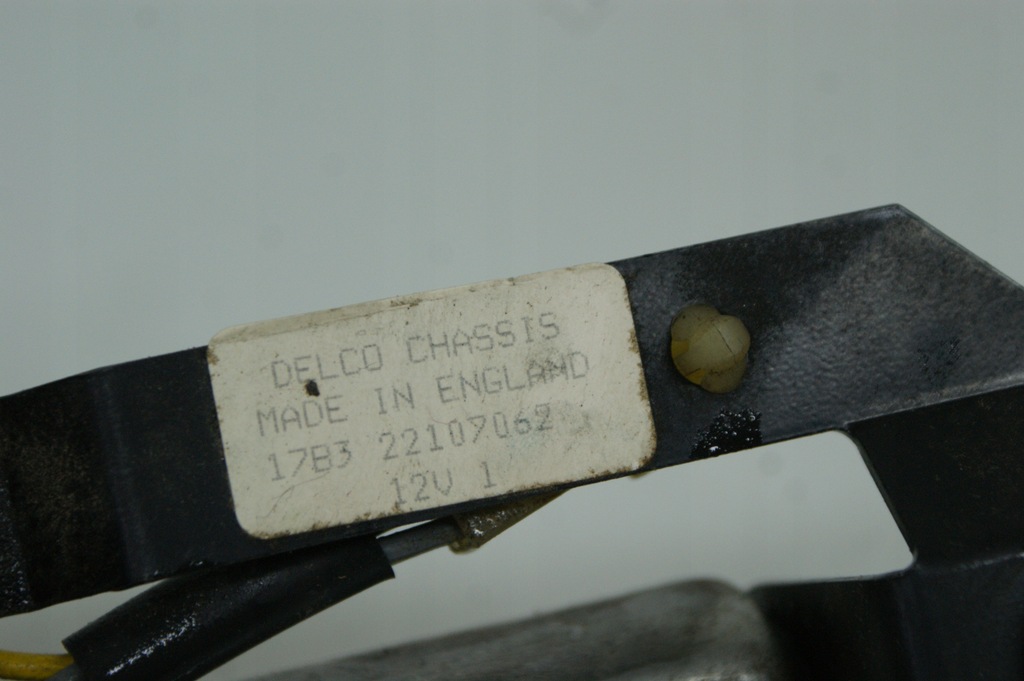 DELCO CHASSIS
MADE IN ENGLAND
17B3 22107062
12V 1